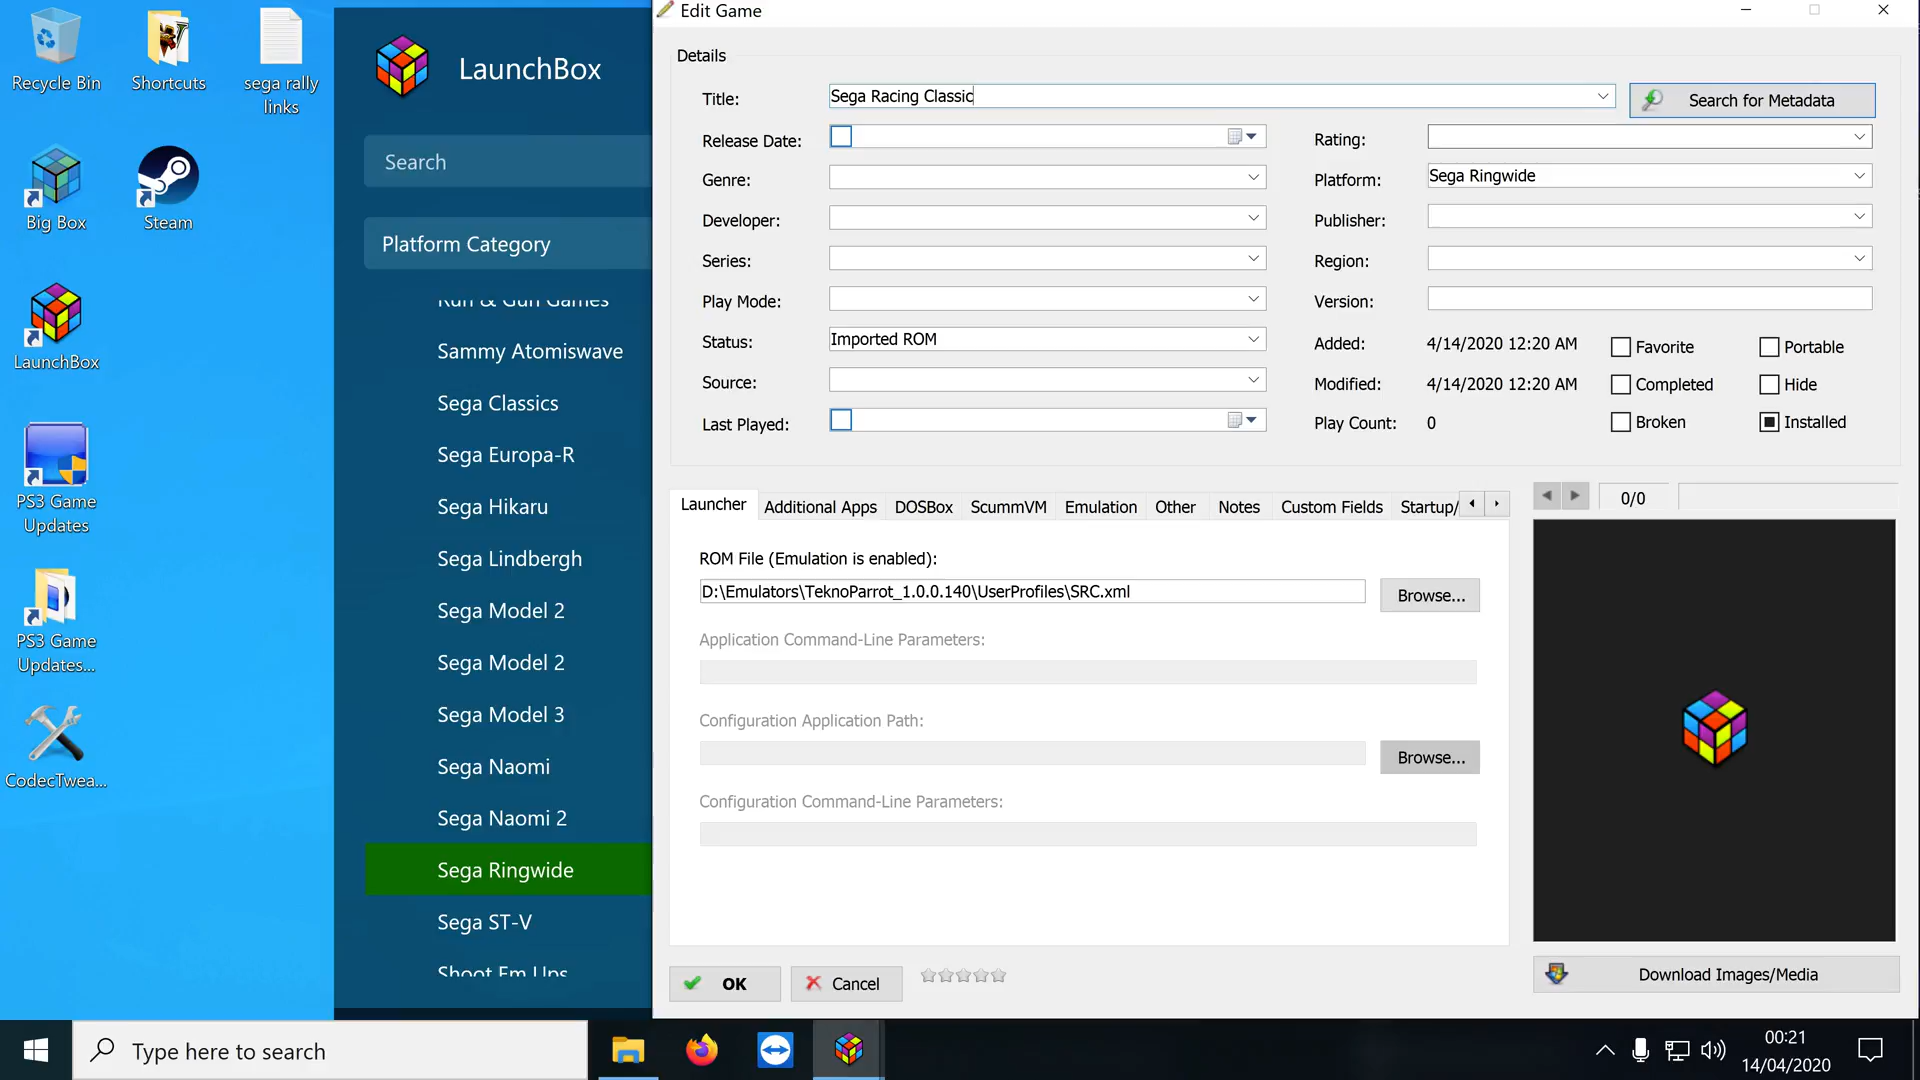 Edit Game
Recycle Bin
Shortcuts
sega rally
links
Big Box
Steam
LaunchBox
PS3 Game
Updates
PS3 Game
Updates...
CodecTwea...
LaunchBox
Search
Platform Category
Run & Gun Games
Sammy Atomiswave
Sega Classics
Sega Europa-R
Sega Hikaru
Sega Lindbergh
Sega Model 2
Sega Model 2
Sega Model 3
Sega Naomi
Sega Naomi 2
Sega Ringwide
Sega ST-V
Shoot Em Ups
Details
Title:
Sega Racing Classic
Search for Metadata
Release Date:
Rating:
Genre:
Platform:
Sega Ringwide
Developer:
Publisher:
Series:
Region:
Play Mode:
Version:
Status:
Imported ROM
Added:
4/14/2020 12:20 AM
Favorite
Portable
Source:
Modified:
4/14/2020 12:20 AM
Completed
Hide
Last Played:
Play Count:
0
Broken
Installed
Launcher
Additional Apps
DOSBox
ScummVM
Emulation
Other
Notes
Custom Fields
Startup/
0/0
ROM File (Emulation is enabled):
D:\Emulators\TeknoParrot_1.0.0.140\UserProfiles\SRC.xml
Browse...
Application Command-Line Parameters:
Configuration Application Path:
Browse...
Configuration Command-Line Parameters:
OK
Cancel
Download Images/Media
Type here to search
00:21
14/04/2020